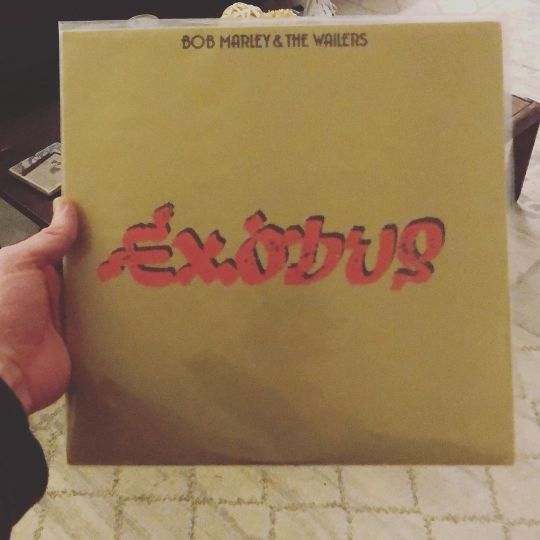 BOB MARLEY & THE WAILERS
EXODUS